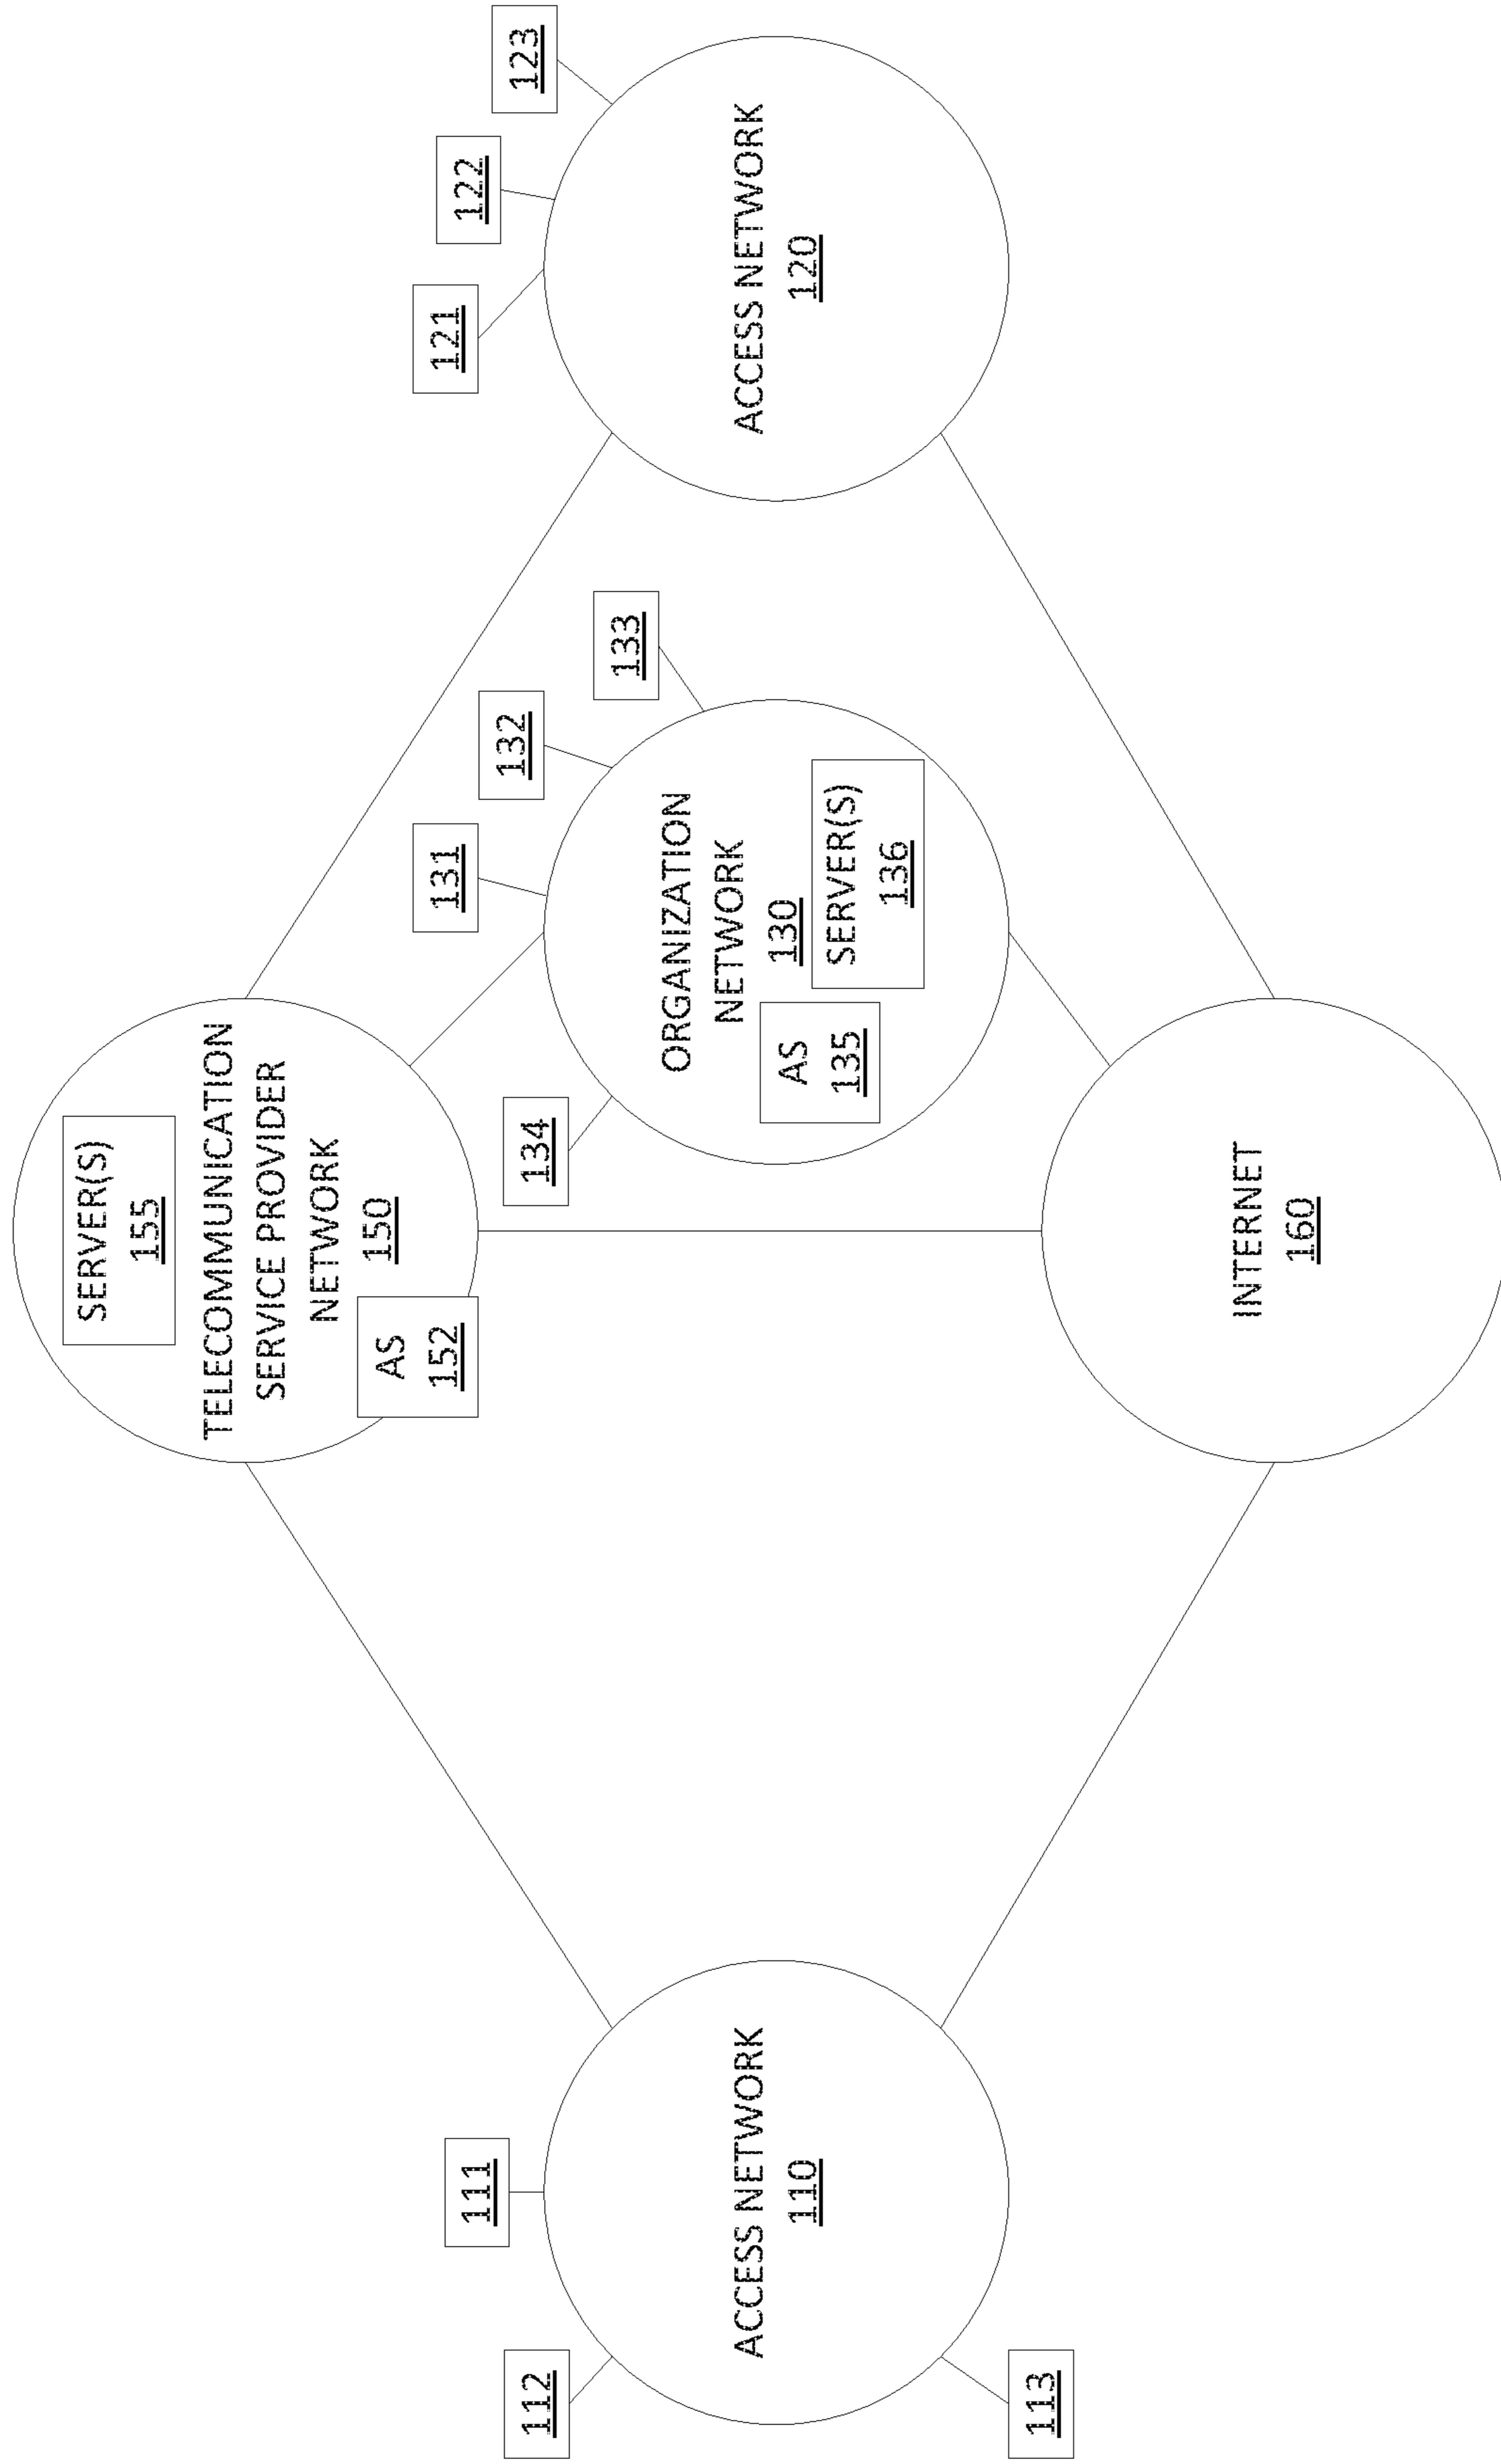 SERVER(S)
155
TELECOMMUNICATION
SERVICE PROVIDER
NETWORK
150
AS
152
111
112
ACCESS NETWORK
110
113
134
131
132
133
ORGANIZATION
NETWORK
130
AS
135
SERVER(S)
136
121
122
123
ACCESS NETWORK
120
INTERNET
160